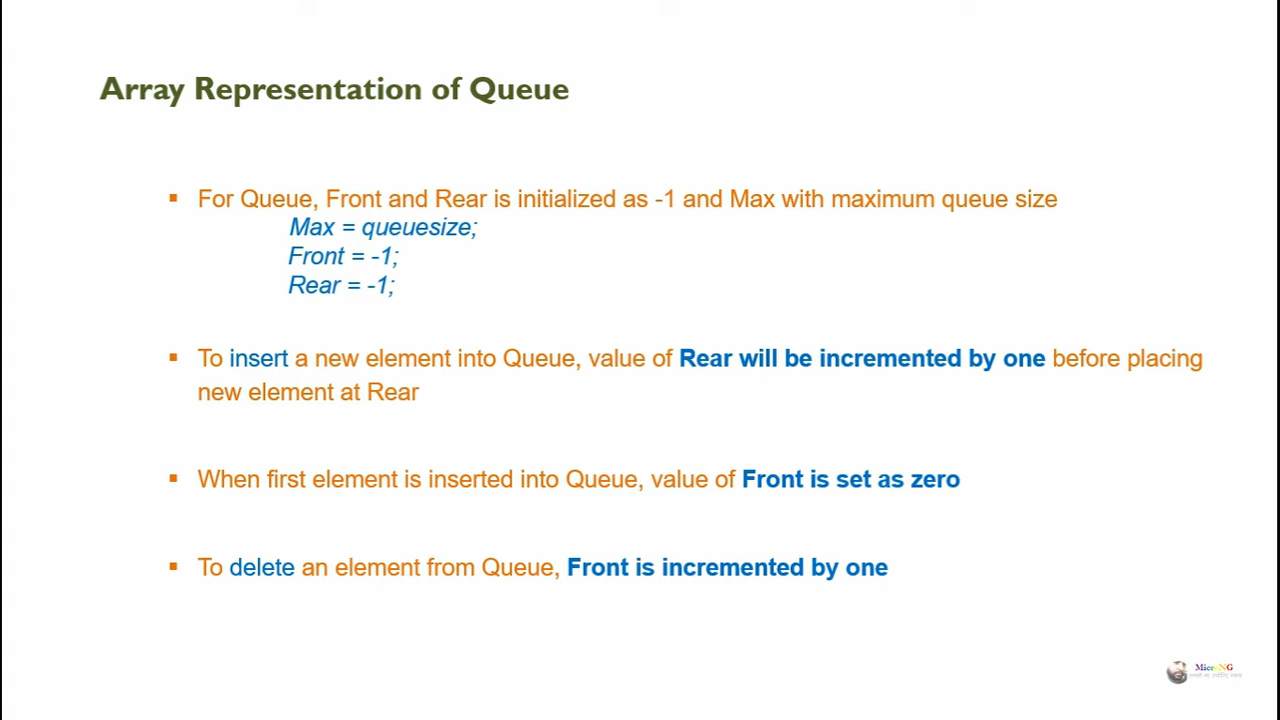 Array Representation of Queue
▪ For Queue, Front and Rear is initialized as -1 and Max with maximum queue size
Max = queuesize;
Front = -1;
Rear = -1;
▪ To insert a new element into Queue, value of Rear will be incremented by one before placing
new element at Rear
▪ When first element is inserted into Queue, value of Front is set as zero
▪ To delete an element from Queue, Front is incremented by one
MicroNG